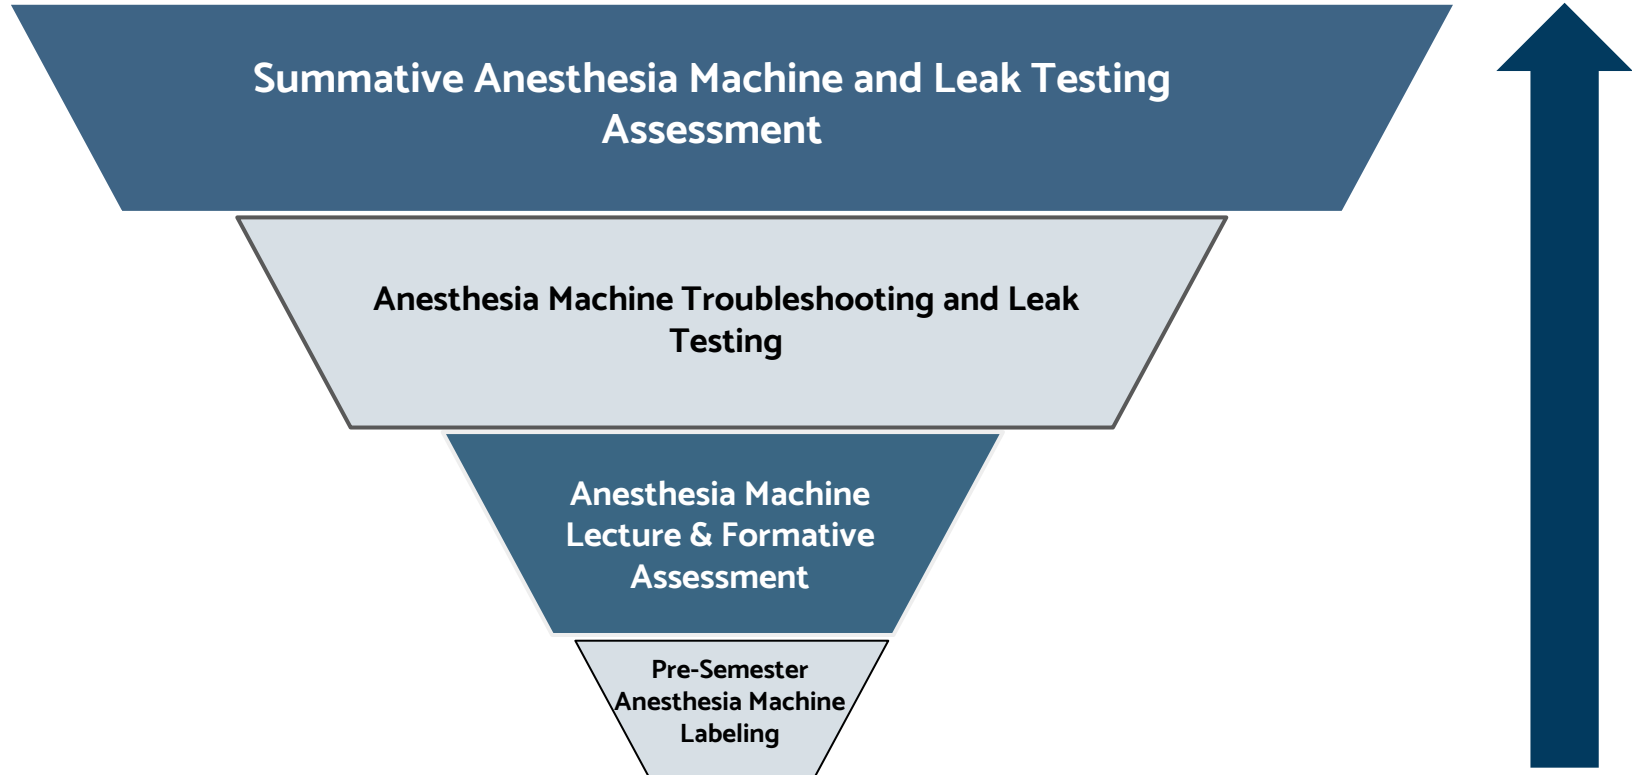 Summative Anesthesia Machine and Leak Testing
Assessment
Anesthesia Machine Troubleshooting and Leak
Testing
Anesthesia Machine
Lecture & Formative
Assessment
Pre-Semester
Anesthesia Machine
Labeling